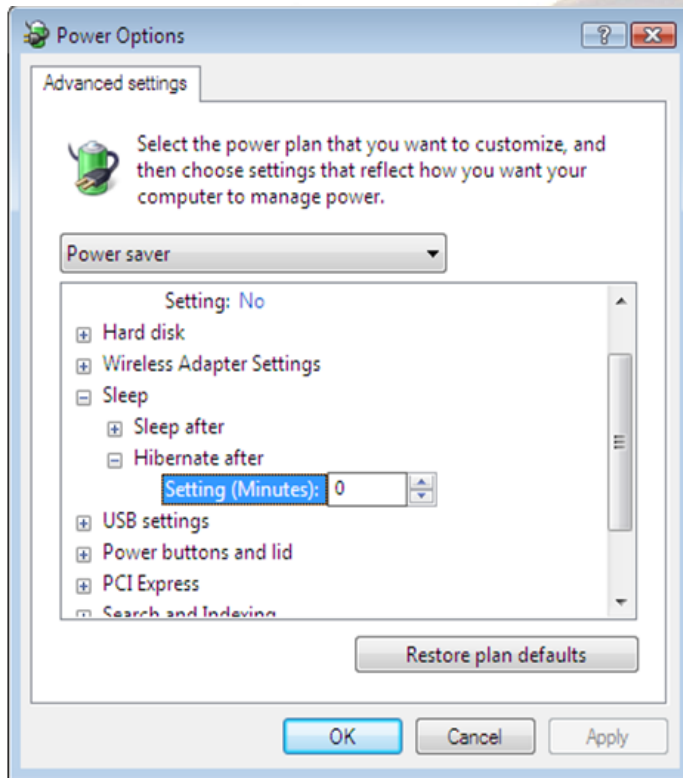 Power Options
Advanced settings
Select the power plan that you want to customize, and
then choose settings that reflect how you want your
computer to manage power.
Power saver
Setting: No
Hard disk
Wireless Adapter Settings
Sleep
Sleep after
Hibernate after
Setting (Minutes): 0
USB settings
Power buttons and lid
PCI Express
Search and Indexing
Restore plan defaults
OK Cancel Apply